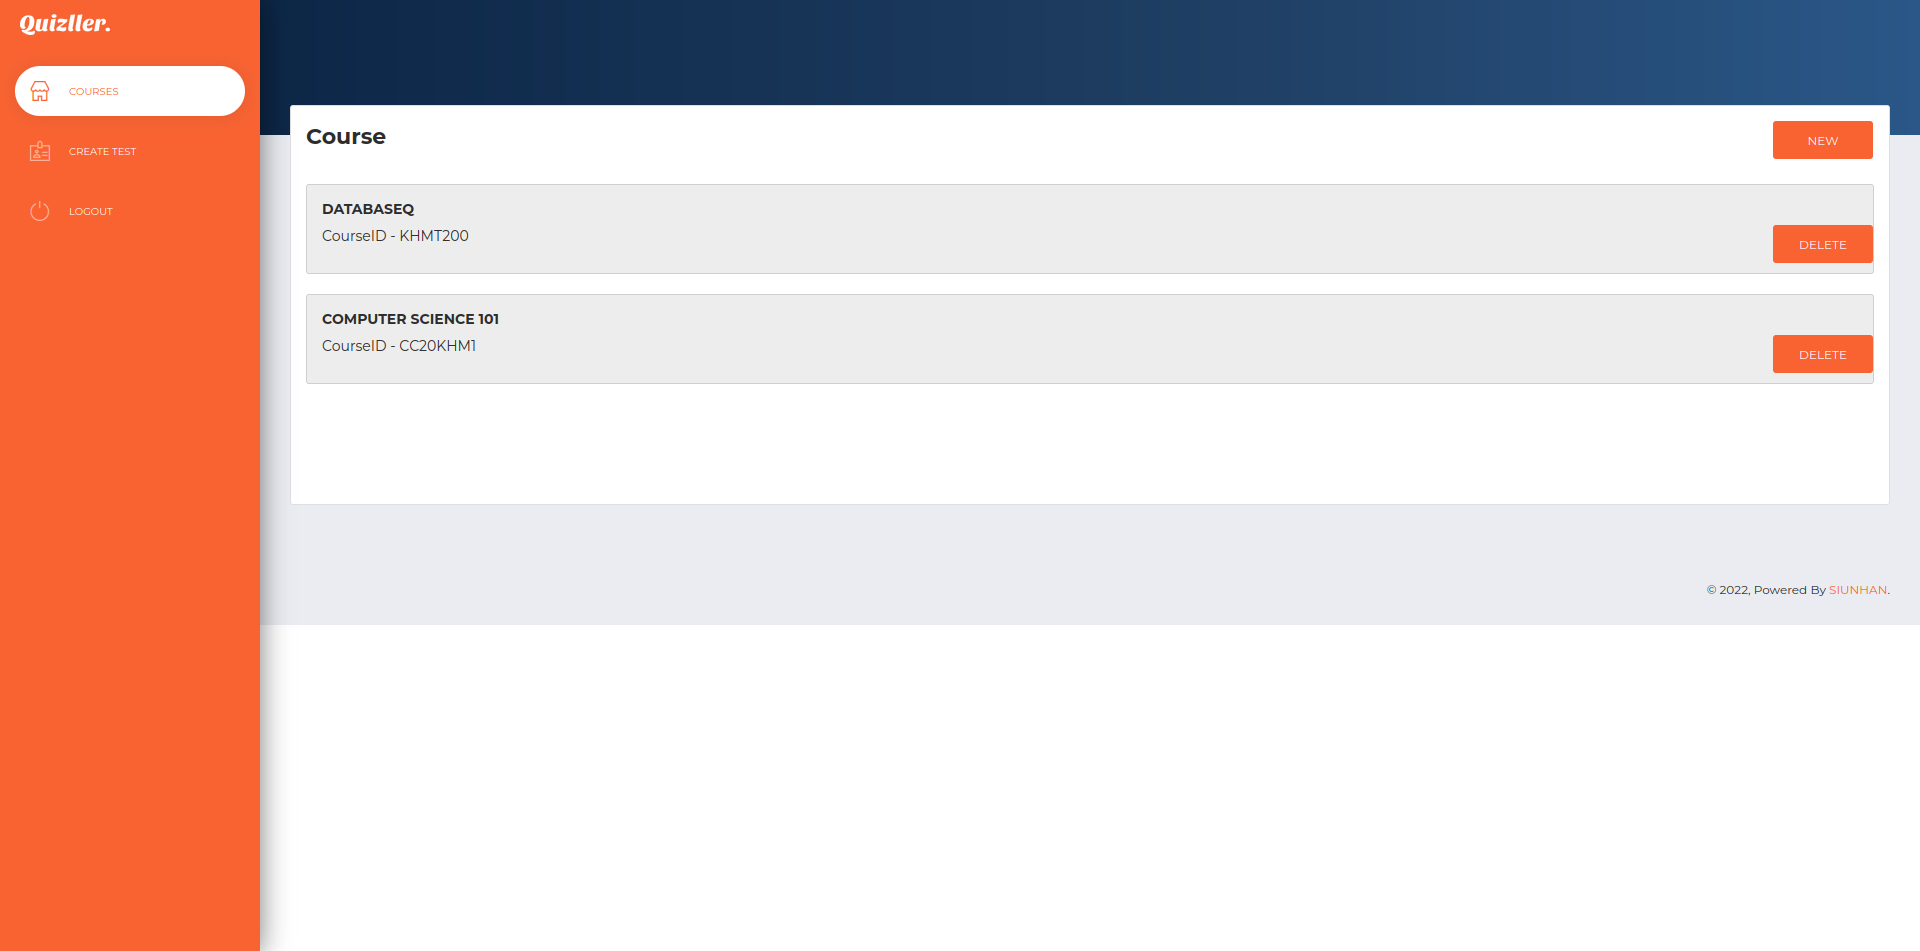 Quizller.
COURSES
CREATE TEST
LOGOUT
Course
NEW
DATABASEQ
CourseID - KHMT200
DELETE
COMPUTER SCIENCE 101
CourseID - CC20KHM1
DELETE
© 2022, Powered By SIUNHAN.